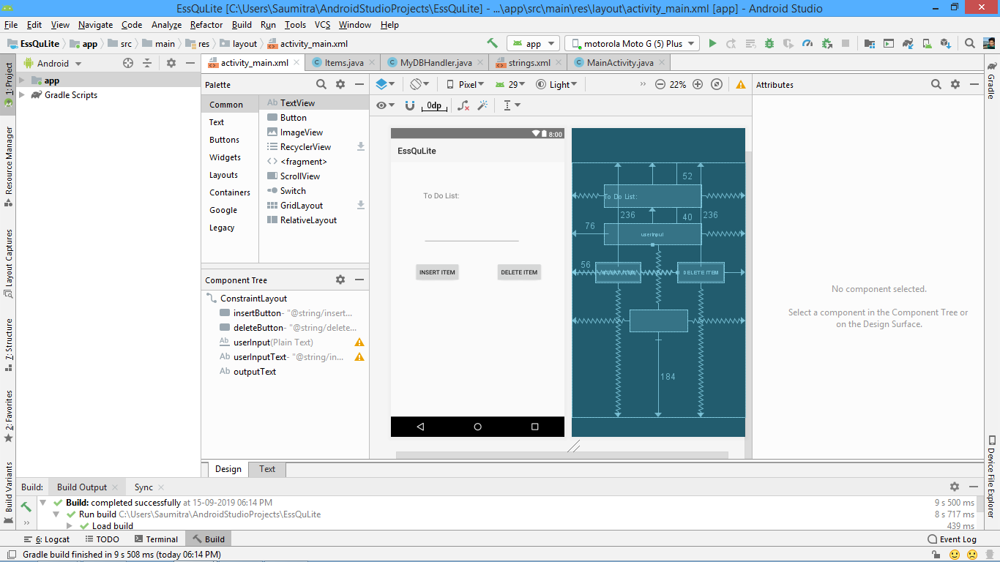 EssQuLite [C:\Users\Saumitra\AndroidStudioProjects\EssQuLite] - ...\app\src\main\res\layout\activity_main.xml [app] - Android Studio
File Edit View Navigate Code Analyze Refactor Build Run Tools VCS Window Help
EssQuLite app src main res layout activity_main.xml app motorola Moto G (5) Plus
1: Project
Resource Manager
Layout Captures
7: Structure
2: Favorites
Build Variants
Android
app
Gradle Scripts
activity_main.xml Items.java MyDBHandler.java strings.xml MainActivity.java
Palette
Common
Text
Buttons
Widgets
Layouts
Containers
Google
Legacy
Ab TextView
Button
ImageView
RecyclerView
<> <fragment>
ScrollView
Switch
GridLayout
RelativeLayout
Component Tree
ConstraintLayout
insertButton- "@string/insert...
deleteButton- "@string/delete...
Ab userInput(Plain Text)
Ab userInputText- "@string/in...
Ab outputText
Pixel 29 Light 22%
0dp
8:00
EssQuLite
To Do List:
INSERT ITEM DELETE ITEM
52
To Do List:
236 40 236
76
userInput
56
INSERT ITEM DELETE ITEM
184
Attributes
No component selected.
Select a component in the Component Tree or
on the Design Surface.
Gradle
Device File Explorer
Design Text
Build: Build Output Sync
Build: completed successfully at 15-09-2019 06:14 PM 9 s 500 ms
Run build C:\Users\Saumitra\AndroidStudioProjects\EssQuLite 8 s 717 ms
Load build 439 ms
6: Logcat TODO Terminal Build Event Log
Gradle build finished in 9 s 508 ms (today 06:14 PM)